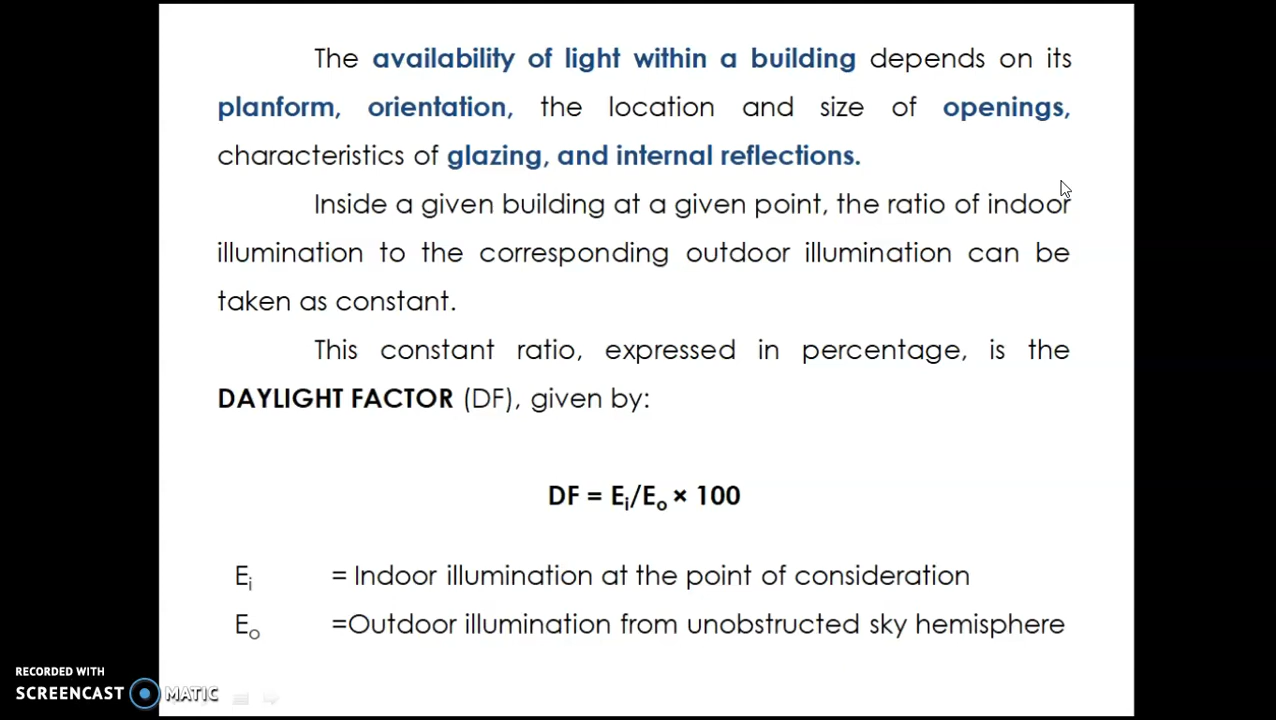 The availability of light within a building depends on its
planform, orientation, the location and size of openings,
characteristics of glazing, and internal reflections.
Inside a given building at a given point, the ratio of indoor
illumination to the corresponding outdoor illumination can be
taken as constant.
This constant ratio, expressed in percentage, is the
DAYLIGHT FACTOR (DF), given by:
DF = Ei/Eo × 100
Ei = Indoor illumination at the point of consideration
Eo =Outdoor illumination from unobstructed sky hemisphere
RECORDED WITH
SCREENCAST MATIC